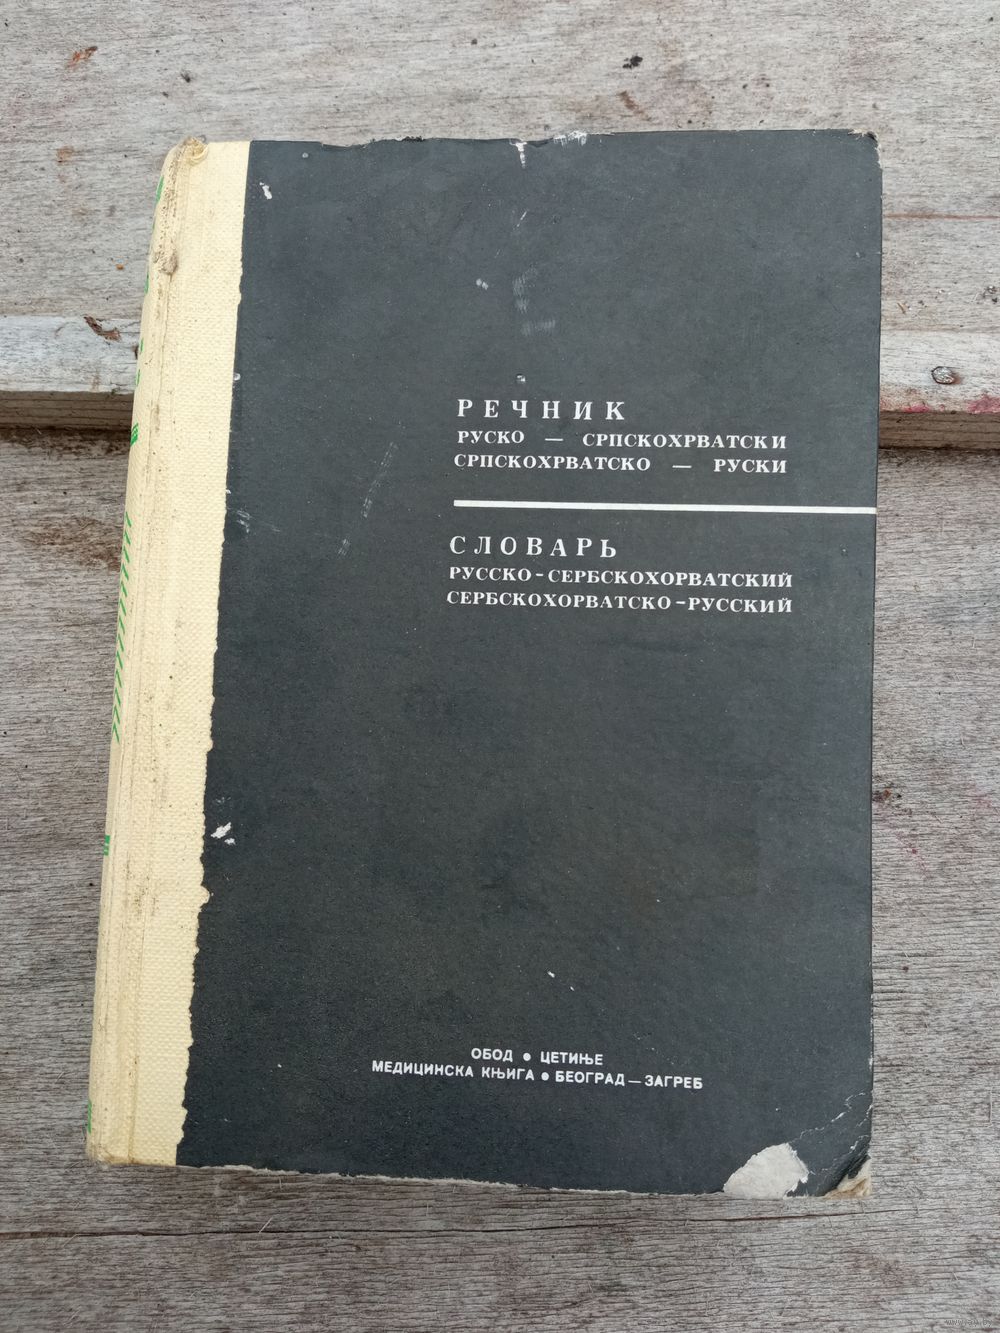 РЕЧНИК
РУСКО — СРПСКОХРВАТСКИ
СРПСКОХРВАТСКО — РУСКИ
СЛОВАРЬ
РУССКО-СЕРБСКОХОРВАТСКИЙ
СЕРБСКОХОРВАТСКО-РУССКИЙ
ОБОД • ЦЕТИЊЕ
МЕДИЦИНСКА КЊИГА • БЕОГРАД — ЗАГРЕБ